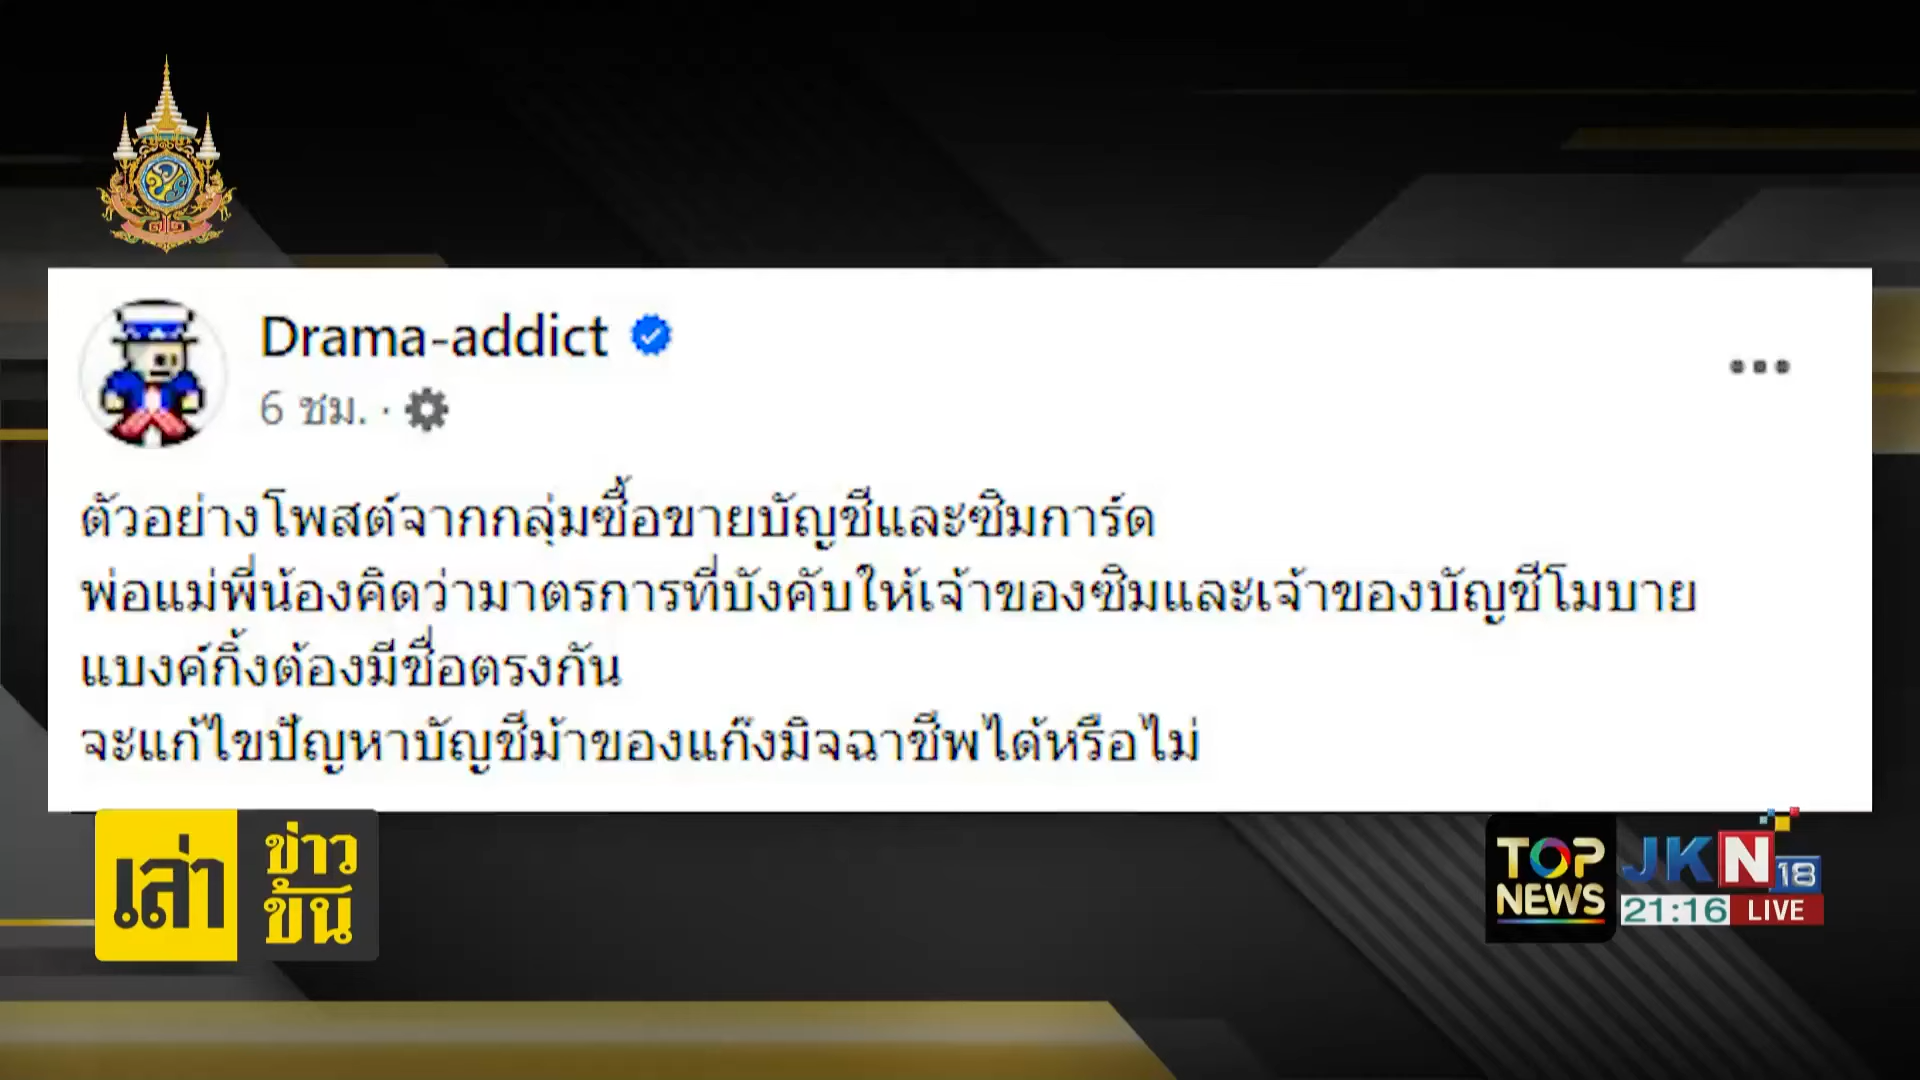 Drama-addict
6 ชม. ·
ตัวอย่างโพสต์จากกลุ่มซื้อขายบัญชีและซิมการ์ด
พ่อแม่พี่น้องคิดว่ามาตรการที่บังคับให้เจ้าของซิมและเจ้าของบัญชีโมบาย
แบงค์กิ้งต้องมีชื่อตรงกัน
จะแก้ไขปัญหาบัญชีม้าของแก๊งมิจฉาชีพได้หรือไม่
เล่า
ข่าว
ข้น
TOP
NEWS
JKN 18
21:16 LIVE